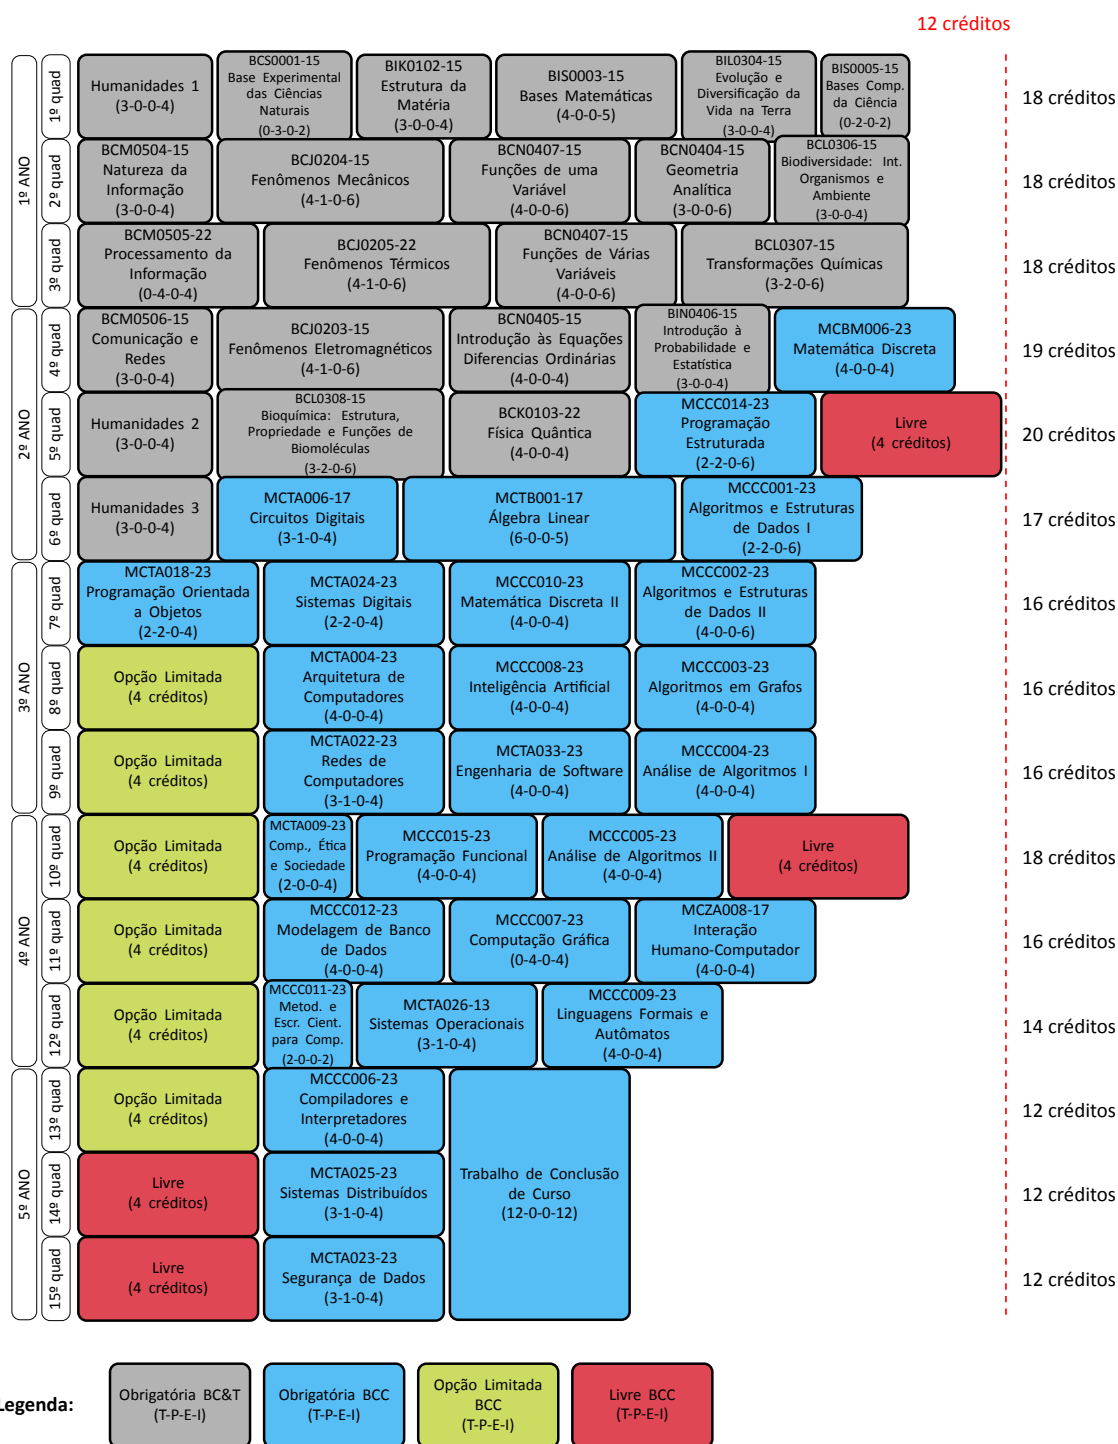 12 créditos
1º ANO
1º quad
Humanidades 1
(3-0-0-4)
BCS0001-15
Base Experimental
das Ciências
Naturais
(0-3-0-2)
BIK0102-15
Estrutura da
Matéria
(3-0-0-4)
BIS0003-15
Bases Matemáticas
(4-0-0-5)
BIL0304-15
Evolução e
Diversificação da
Vida na Terra
(3-0-0-4)
BIS0005-15
Bases Comp.
da Ciência
(0-2-0-2)
18 créditos
2º quad
BCM0504-15
Natureza da
Informação
(3-0-0-4)
BCJ0204-15
Fenômenos Mecânicos
(4-1-0-6)
BCN0407-15
Funções de uma
Variável
(4-0-0-6)
BCN0404-15
Geometria
Analítica
(3-0-0-6)
BCL0306-15
Biodiversidade: Int.
Organismos e
Ambiente
(3-0-0-4)
18 créditos
3º quad
BCM0505-22
Processamento da
Informação
(0-4-0-4)
BCJ0205-22
Fenômenos Térmicos
(4-1-0-6)
BCN0407-15
Funções de Várias
Variáveis
(4-0-0-6)
BCL0307-15
Transformações Químicas
(3-2-0-6)
18 créditos
2º ANO
4º quad
BCM0506-15
Comunicação e
Redes
(3-0-0-4)
BCJ0203-15
Fenômenos Eletromagnéticos
(4-1-0-6)
BCN0405-15
Introdução às Equações
Diferencias Ordinárias
(4-0-0-4)
BIN0406-15
Introdução à
Probabilidade e
Estatística
(3-0-0-4)
MCBM006-23
Matemática Discreta
(4-0-0-4)
19 créditos
5º quad
Humanidades 2
(3-0-0-4)
BCL0308-15
Bioquímica: Estrutura,
Propriedade e Funções de
Biomoléculas
(3-2-0-6)
BCK0103-22
Física Quântica
(4-0-0-4)
MCCC014-23
Programação
Estruturada
(2-2-0-6)
Livre
(4 créditos)
20 créditos
6º quad
Humanidades 3
(3-0-0-4)
MCTA006-17
Circuitos Digitais
(3-1-0-4)
MCTB001-17
Álgebra Linear
(6-0-0-5)
MCCC001-23
Algoritmos e Estruturas
de Dados I
(2-2-0-6)
17 créditos
3º ANO
7º quad
MCTA018-23
Programação Orientada
a Objetos
(2-2-0-4)
MCTA024-23
Sistemas Digitais
(2-2-0-4)
MCCC010-23
Matemática Discreta II
(4-0-0-4)
MCCC002-23
Algoritmos e Estruturas
de Dados II
(4-0-0-6)
16 créditos
8º quad
Opção Limitada
(4 créditos)
MCTA004-23
Arquitetura de
Computadores
(4-0-0-4)
MCCC008-23
Inteligência Artificial
(4-0-0-4)
MCCC003-23
Algoritmos em Grafos
(4-0-0-4)
16 créditos
9º quad
Opção Limitada
(4 créditos)
MCTA022-23
Redes de
Computadores
(3-1-0-4)
MCTA033-23
Engenharia de Software
(4-0-0-4)
MCCC004-23
Análise de Algoritmos I
(4-0-0-4)
16 créditos
4º ANO
10º quad
Opção Limitada
(4 créditos)
MCTA009-23
Comp., Ética
e Sociedade
(2-0-0-4)
MCCC015-23
Programação Funcional
(4-0-0-4)
MCCC005-23
Análise de Algoritmos II
(4-0-0-4)
Livre
(4 créditos)
18 créditos
11º quad
Opção Limitada
(4 créditos)
MCCC012-23
Modelagem de Banco
de Dados
(4-0-0-4)
MCCC007-23
Computação Gráfica
(0-4-0-4)
MCZA008-17
Interação
Humano-Computador
(4-0-0-4)
16 créditos
12º quad
Opção Limitada
(4 créditos)
MCCC011-23
Metod. e
Escr. Cient.
para Comp.
(2-0-0-2)
MCTA026-13
Sistemas Operacionais
(3-1-0-4)
MCCC009-23
Linguagens Formais e
Autômatos
(4-0-0-4)
14 créditos
5º ANO
13º quad
Opção Limitada
(4 créditos)
MCCC006-23
Compiladores e
Interpretadores
(4-0-0-4)
Trabalho de Conclusão
de Curso
(12-0-0-12)
12 créditos
14º quad
Livre
(4 créditos)
MCTA025-23
Sistemas Distribuídos
(3-1-0-4)
12 créditos
15º quad
Livre
(4 créditos)
MCTA023-23
Segurança de Dados
(3-1-0-4)
12 créditos
Legenda:
Obrigatória BC&T
(T-P-E-I)
Obrigatória BCC
(T-P-E-I)
Opção Limitada
BCC
(T-P-E-I)
Livre BCC
(T-P-E-I)